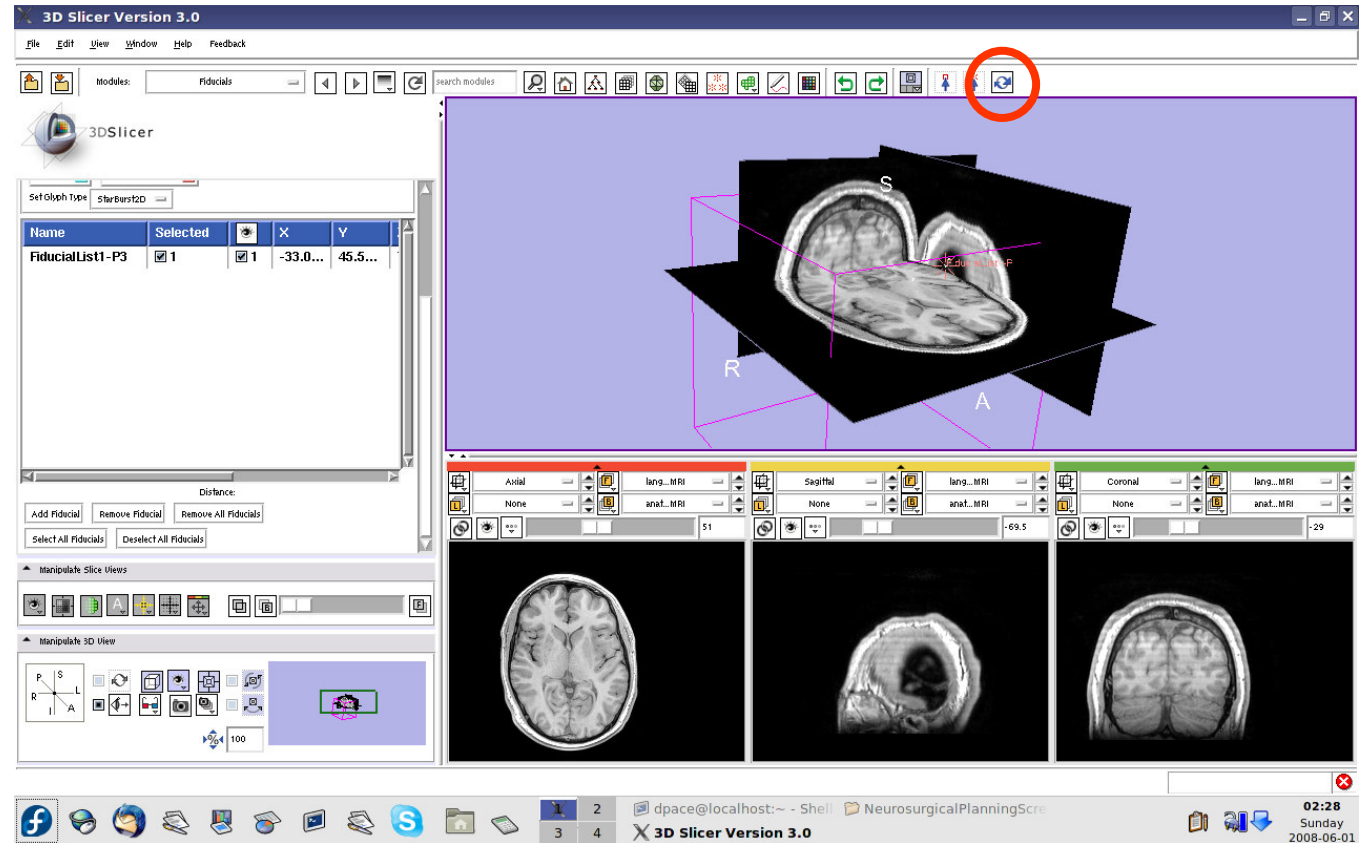 3D Slicer Version 3.0
File Edit View Window Help Feedback
Modules: Fiducials search modules
3DSlicer
Set Glyph Type StarBurst2D
Name Selected X Y
FiducialList1-P3 1 1 -33.0... 45.5...
S
R
A
Distance:
Add Fiducial Remove Fiducial Remove All Fiducials
Select All Fiducials Deselect All Fiducials
Manipulate Slice Views
Manipulate 3D View
P S
R L
I A
100
Axial lang...MRI Sagittal lang...MRI Coronal lang...MRI
None anat...MRI None anat...MRI None anat...MRI
51 -69.5 -29
1 2 dpace@localhost:~ - Shell NeurosurgicalPlanningScre
3 4 3D Slicer Version 3.0
02:28
Sunday
2008-06-01